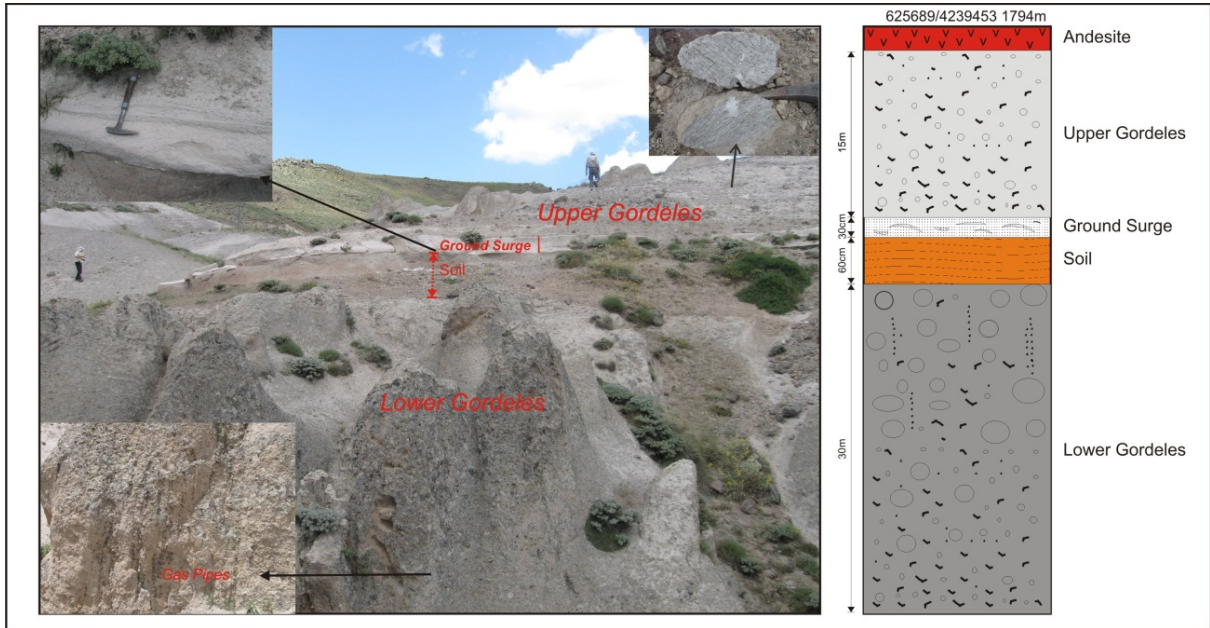 Upper Gordeles
Ground Surge
Soil
Lower Gordeles
Gas Pipes
625689/4239453 1794m
Andesite
15m
Upper Gordeles
30cm
Ground Surge
60cm
Soil
30m
Lower Gordeles